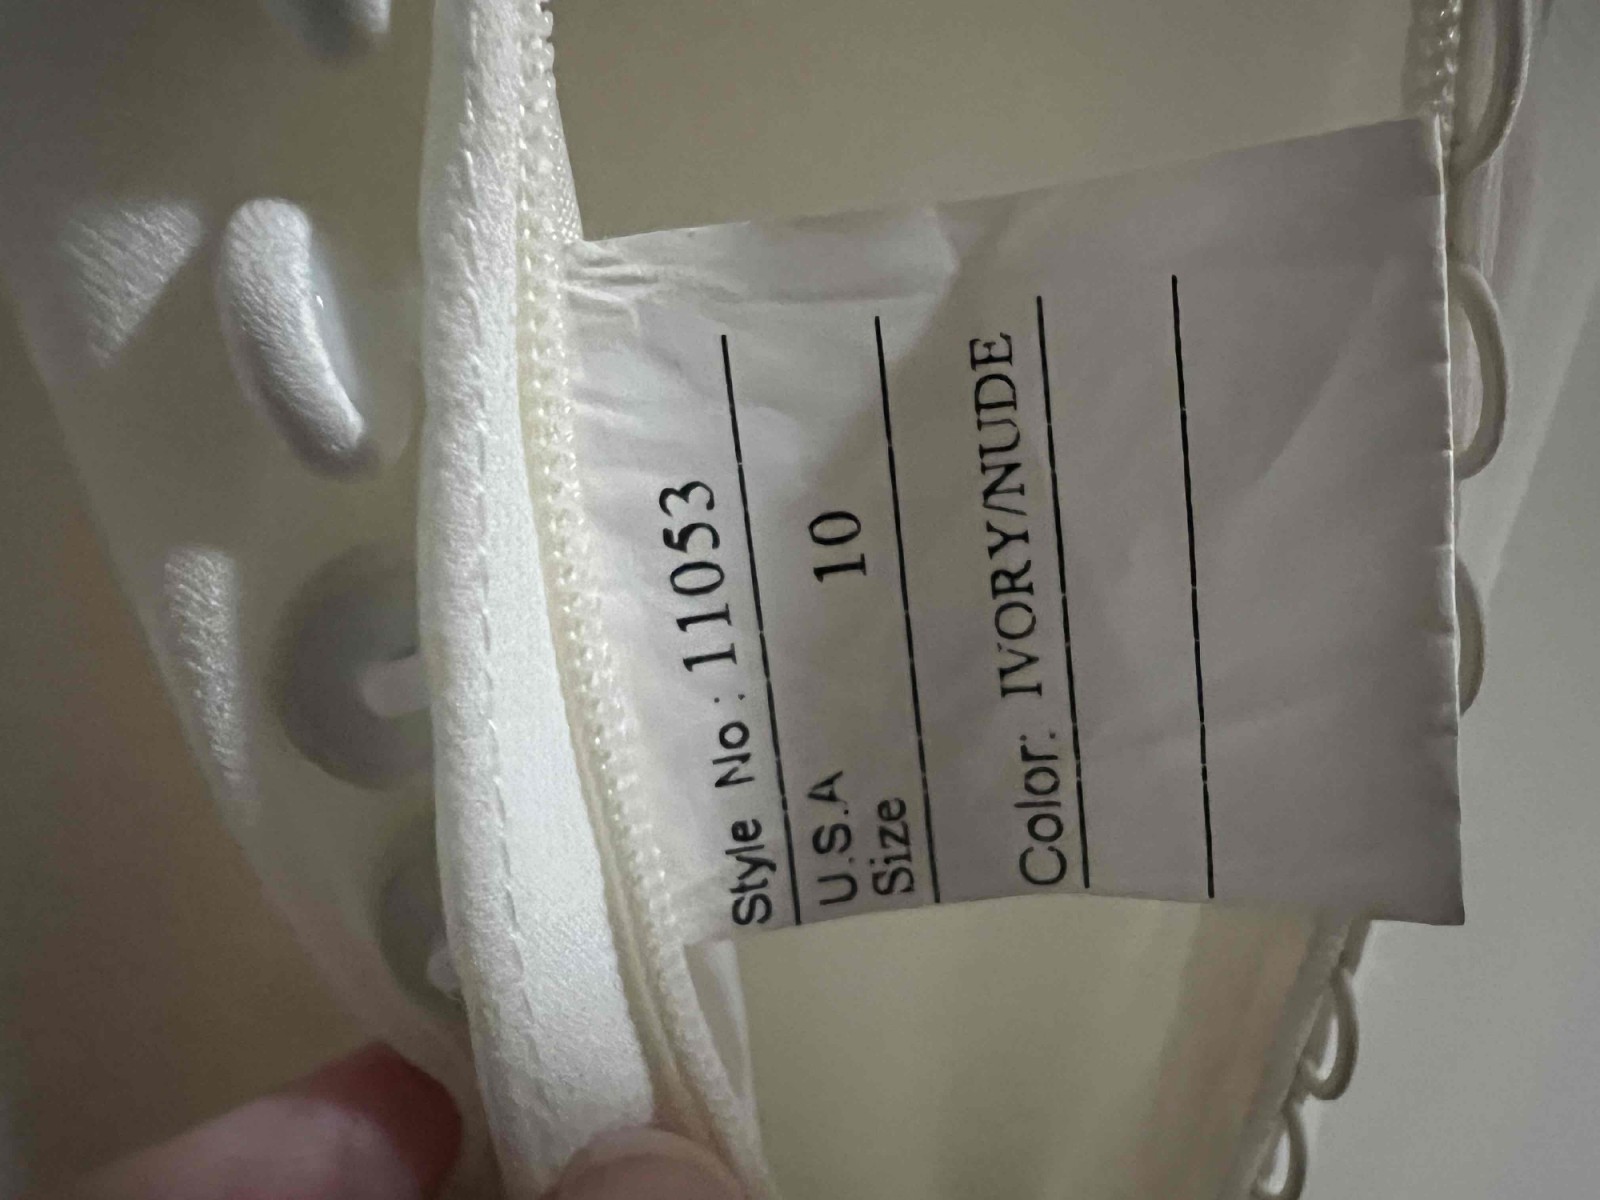 Style No: 11053
U.S.A
Size 10
Color: IVORY/NUDE